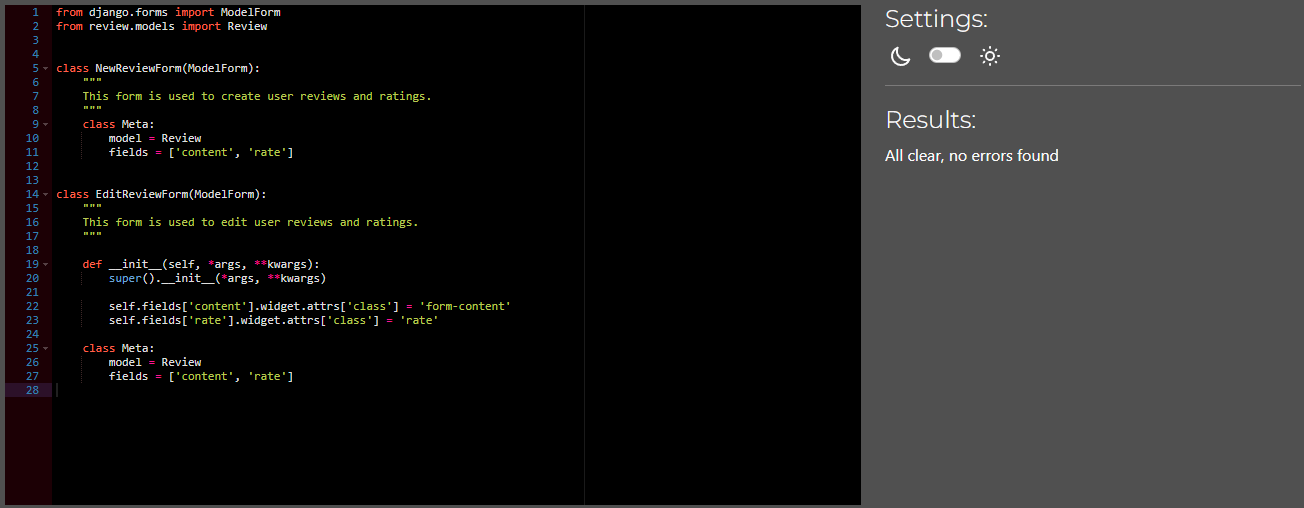 1 from django.forms import ModelForm
2 from review.models import Review
3
4
5 class NewReviewForm(ModelForm):
6     """
7     This form is used to create user reviews and ratings.
8     """
9     class Meta:
10         model = Review
11         fields = ['content', 'rate']
12
13
14 class EditReviewForm(ModelForm):
15     """
16     This form is used to edit user reviews and ratings.
17     """
18
19     def __init__(self, *args, **kwargs):
20         super().__init__(*args, **kwargs)
21
22         self.fields['content'].widget.attrs['class'] = 'form-content'
23         self.fields['rate'].widget.attrs['class'] = 'rate'
24
25     class Meta:
26         model = Review
27         fields = ['content', 'rate']
28
Settings:
Results:
All clear, no errors found